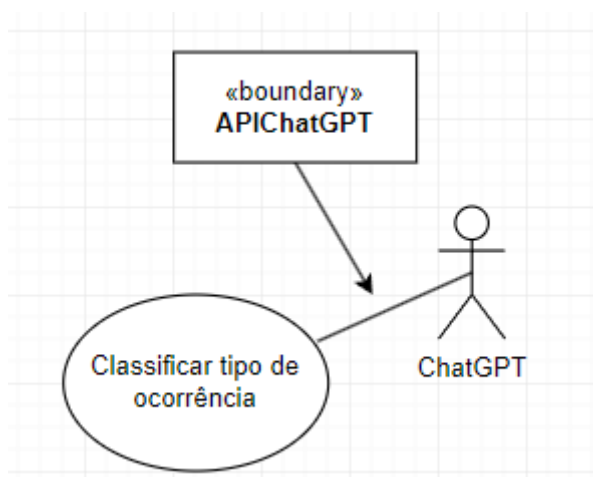 «boundary»
APIChatGPT
Classificar tipo de
ocorrência
ChatGPT